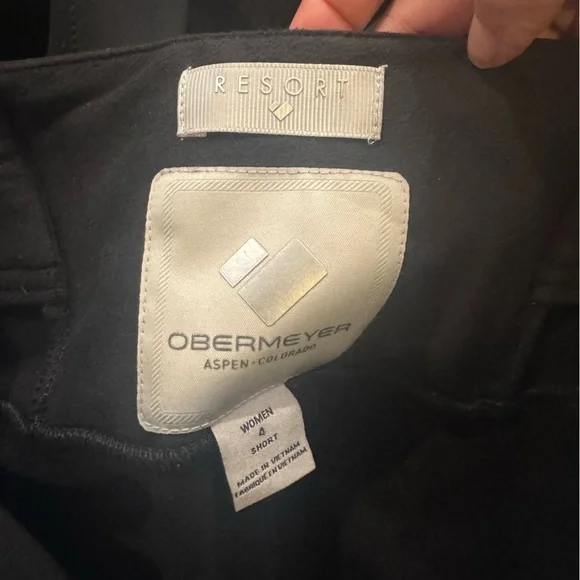 RESORT
OBERMEYER
ASPEN • COLORADO
WOMEN
4
SHORT
MADE IN VIETNAM
FABRIQUE EN VIETNAM